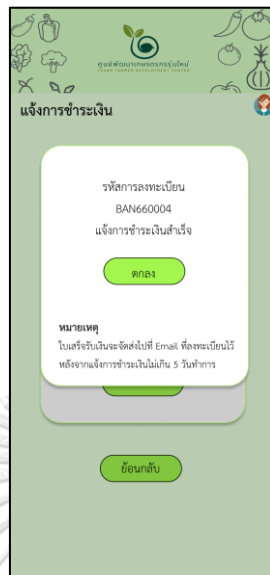 ศูนย์พัฒนาเกษตรกรรุ่นใหม่
YOUNG FARMER DEVELOPMENT CENTER
แจ้งการชำระเงิน
รหัสการลงทะเบียน
BAN660004
แจ้งการชำระเงินสำเร็จ
ตกลง
หมายเหตุ
ใบเสร็จรับเงินจะจัดส่งไปที่ Email ที่ลงทะเบียนไว้
หลังจากแจ้งการชำระเงินไม่เกิน 5 วันทำการ
ย้อนกลับ